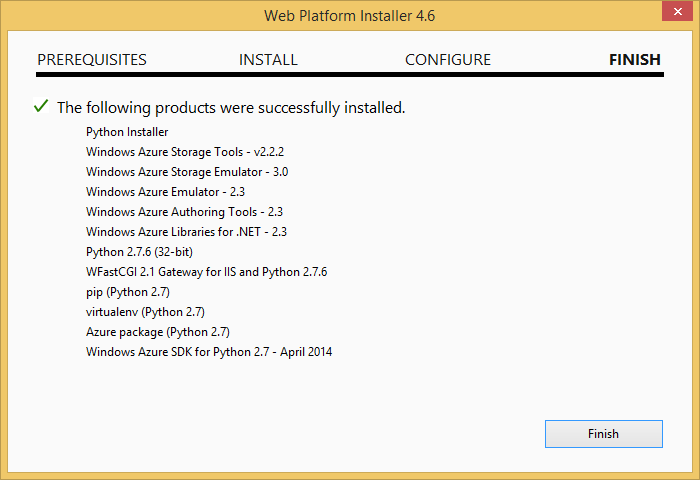 Web Platform Installer 4.6
PREREQUISITES INSTALL CONFIGURE FINISH
The following products were successfully installed.
Python Installer
Windows Azure Storage Tools - v2.2.2
Windows Azure Storage Emulator - 3.0
Windows Azure Emulator - 2.3
Windows Azure Authoring Tools - 2.3
Windows Azure Libraries for .NET - 2.3
Python 2.7.6 (32-bit)
WFastCGI 2.1 Gateway for IIS and Python 2.7.6
pip (Python 2.7)
virtualenv (Python 2.7)
Azure package (Python 2.7)
Windows Azure SDK for Python 2.7 - April 2014
Finish